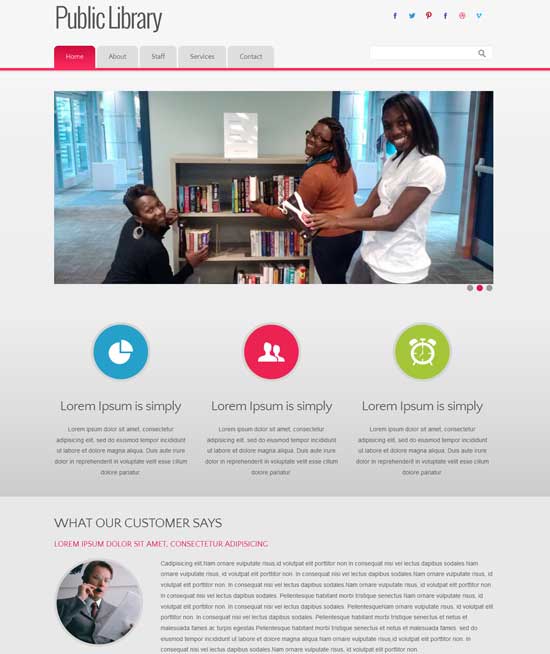 Public Library
Home About Staff Services Contact
Lorem Ipsum is simply
Lorem ipsum dolor sit amet, consectetur
adipisicing elit, sed do eiusmod tempor incididunt
ut labore et dolore magna aliqua. Duis aute irure
dolor in reprehenderit in voluptate velit esse cillum
dolore in pariatur.
Lorem Ipsum is simply
Lorem ipsum dolor sit amet, consectetur
adipisicing elit, sed do eiusmod tempor incididunt
ut labore et dolore magna aliqua. Duis aute irure
dolor in reprehenderit in voluptate velit esse cillum
dolore in pariatur.
Lorem Ipsum is simply
Lorem ipsum dolor sit amet, consectetur
adipisicing elit, sed do eiusmod tempor incididunt
ut labore et dolore magna aliqua. Duis aute irure
dolor in reprehenderit in voluptate velit esse cillum
dolore in pariatur.
WHAT OUR CUSTOMER SAYS
LOREM IPSUM DOLOR SIT AMET, CONSECTETUR ADIPISICING
Cadipiscing elit.Nam ornare vulputate risus,id volutpat elit porttitor non.In consequat nisi vel lectus dapibus sodales.Nam
ornare vulputate risus, id volutpat elit porttitor non. In consequat nisi vel lectus dapibus sodales.Nam ornare vulputate risus, id
volutpat elit porttitor non. In consequat nisi vel lectus dapibus sodales. Nam ornare vulputate risus, id volutpat elit porttitor
non. In consequat nisi vel lectus dapibus sodales. Pellentesque habitant morbi tristique senectus Nam ornare vulputate risus, id
volutpat elit porttitor non. In consequat nisi vel lectus dapibus sodales. PellentesqueNam ornare vulputate risus, id volutpat elit
porttitor non. In consequat nisi vel lectus dapibus sodales. Pellentesque habitant morbi tristique senectus et netus et
malesuada fames ac turpis egestas.Pellentesque habitant morbi tristique senectus et netus et malesuada fames. sed do
eiusmod tempor incididunt ut labore et dolore magna aliqua Nam ornare vulputate risus, id volutpat elit porttitor non. In
consequat nisi vel lectus dapibus sodales.Nam ornare vulputate risus, id volutpat elit porttitor non.